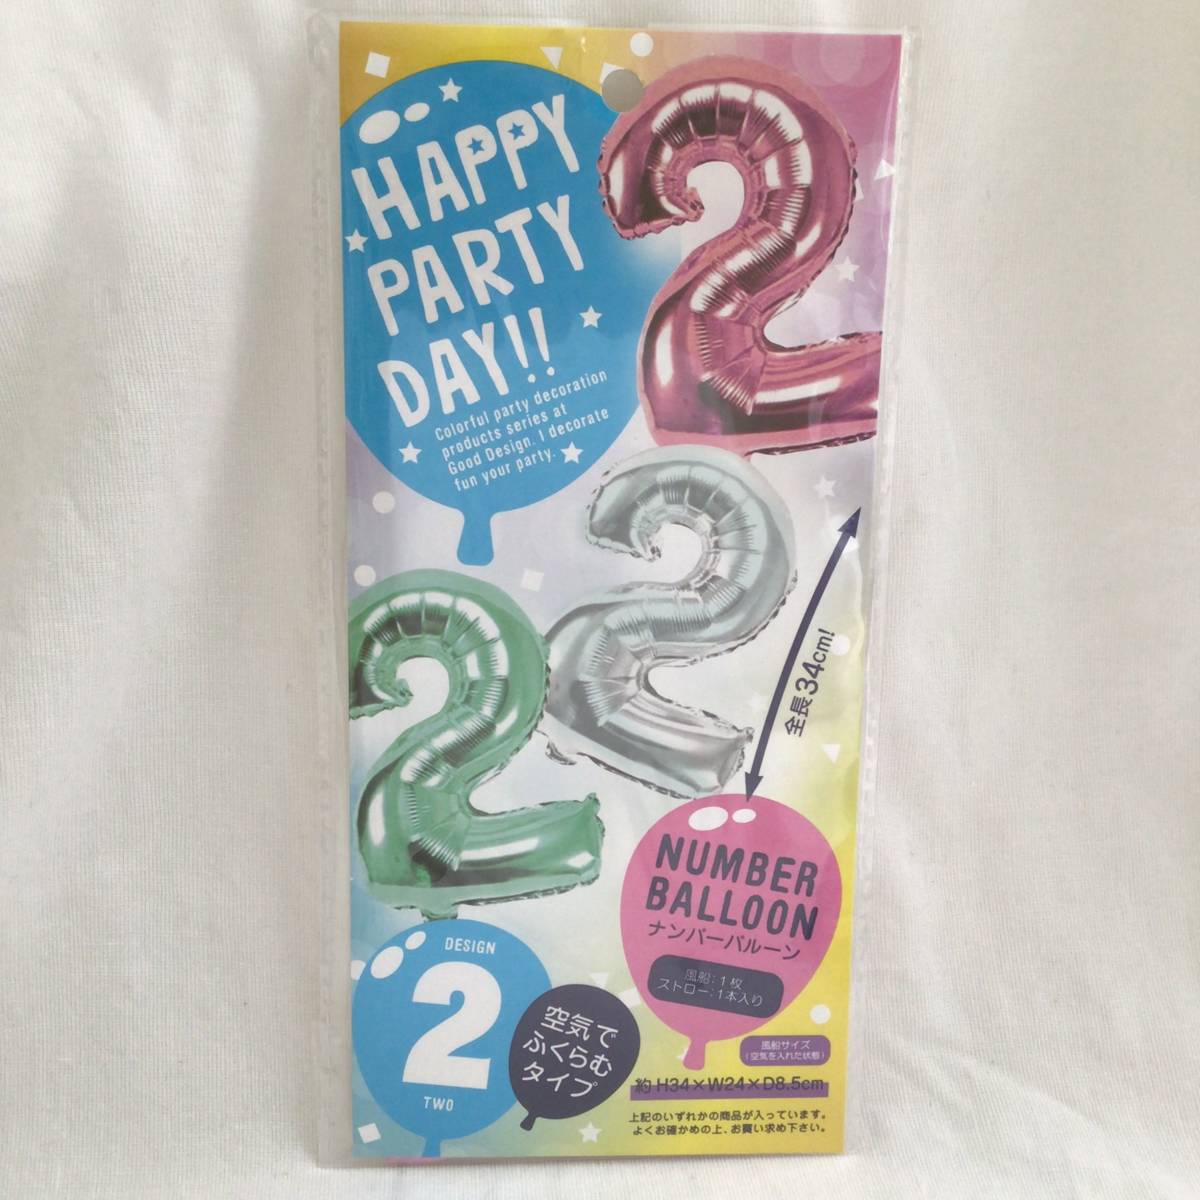 HAPPY
PARTY
DAY!!
Colorful party decoration
products series at
Good Design. I decorate
fun your party.
全長34cm!
NUMBER
BALLOON
ナンバーバルーン
風船:1枚
ストロー:1本入り
DESIGN
2
TWO
空気で
ふくらむ
タイプ
風船サイズ
(空気を入れた状態)
約 H34×W24×D8.5cm
上記のいずれかの商品が入っています。
よくお確かめの上、お買い求め下さい。